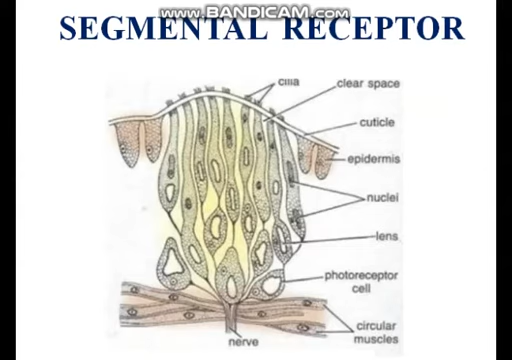 www.BANDICAM.com
SEGMENTAL RECEPTOR
cilia
clear space
cuticle
epidermis
nuclei
lens
photoreceptor
cell
circular
muscles
nerve